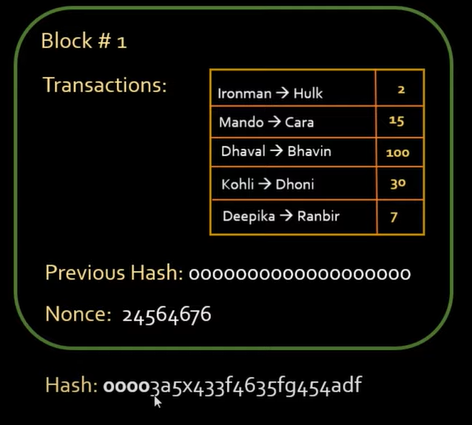 Block # 1
Transactions:
Ironman → Hulk 2
Mando → Cara 15
Dhaval → Bhavin 100
Kohli → Dhoni 30
Deepika → Ranbir 7
Previous Hash: 0000000000000000000
Nonce: 24564676
Hash: 00003a5x433f4635fg454adf